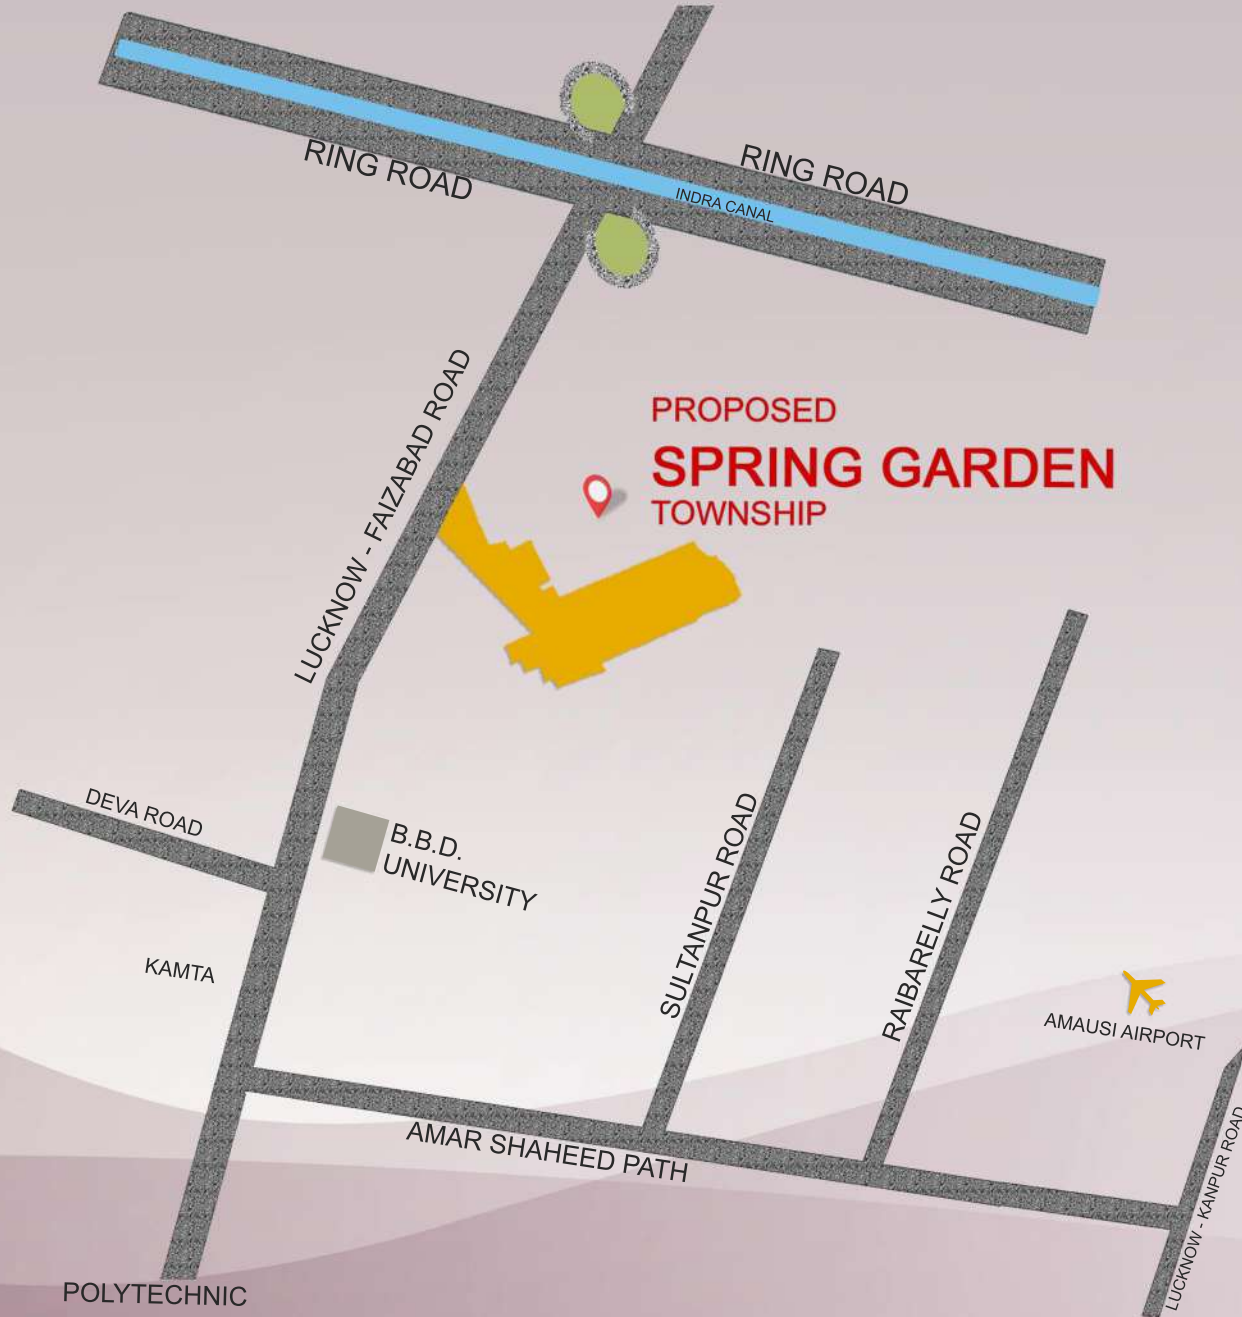 RING ROAD
RING ROAD
INDRA CANAL
LUCKNOW - FAIZABAD ROAD
PROPOSED
SPRING GARDEN
TOWNSHIP
DEVA ROAD
B.B.D.
UNIVERSITY
SULTANPUR ROAD
RAIBARELLY ROAD
KAMTA
AMAUSI AIRPORT
AMAR SHAHEED PATH
LUCKNOW - KANPUR ROAD
POLYTECHNIC